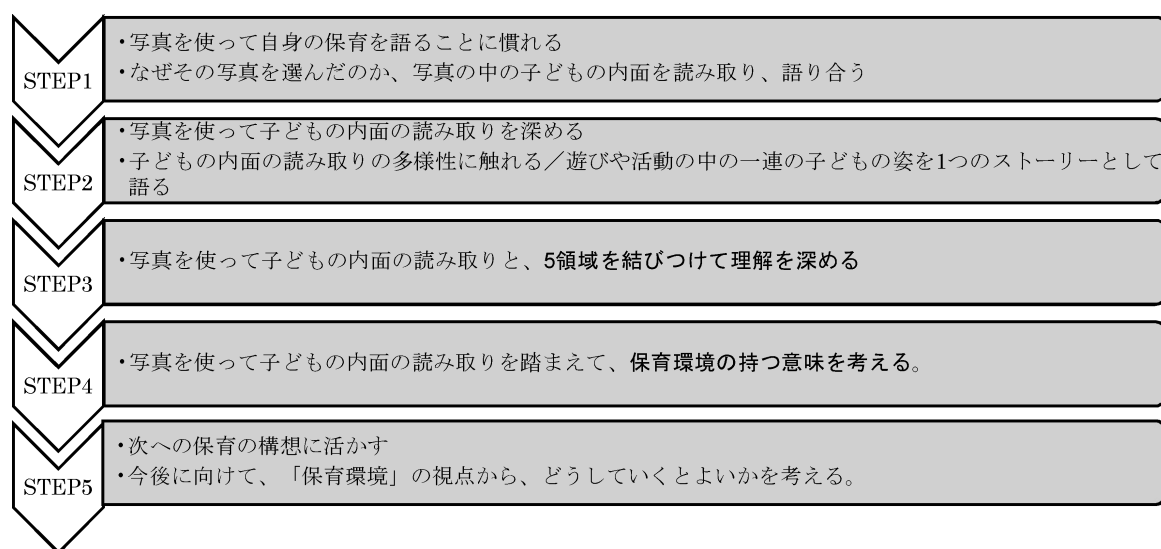 STEP1
・写真を使って自身の保育を語ることに慣れる
・なぜその写真を選んだのか、写真の中の子どもの内面を読み取り、語り合う
STEP2
・写真を使って子どもの内面の読み取りを深める
・子どもの内面の読み取りの多様性に触れる／遊びや活動の中の一連の子どもの姿を1つのストーリーとして
語る
STEP3
・写真を使って子どもの内面の読み取りと、5領域を結びつけて理解を深める
STEP4
・写真を使って子どもの内面の読み取りを踏まえて、保育環境の持つ意味を考える。
STEP5
・次への保育の構想に活かす
・今後に向けて、「保育環境」の視点から、どうしていくとよいかを考える。